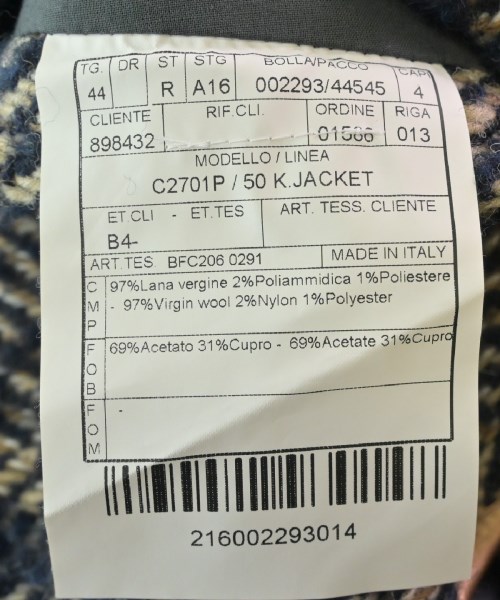 TG. DR ST STG BOLLA/PACCO CAPI
44 R A16 002293/44545 4
CLIENTE RIF.CLI. ORDINE RIGA
898432 01566 013
MODELLO / LINEA
C2701P / 50 K.JACKET
ET CLI - ET.TES ART. TESS. CLIENTE
B4-
ART.TES. BFC206 0291 MADE IN ITALY
CMP 97%Lana vergine 2%Poliammidica 1%Poliestere
- 97%Virgin wool 2%Nylon 1%Polyester
FOB 69%Acetato 31%Cupro - 69%Acetate 31%Cupro
FOM -
216002293014